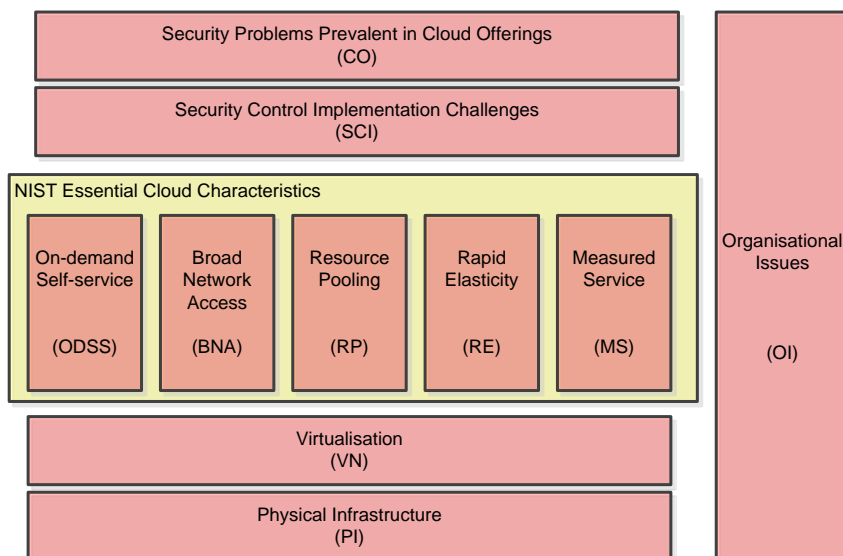 Security Problems Prevalent in Cloud Offerings
(CO)
Security Control Implementation Challenges
(SCI)
NIST Essential Cloud Characteristics
On-demand
Self-service
(ODSS)
Broad
Network
Access
(BNA)
Resource
Pooling
(RP)
Rapid
Elasticity
(RE)
Measured
Service
(MS)
Virtualisation
(VN)
Physical Infrastructure
(PI)
Organisational
Issues
(OI)